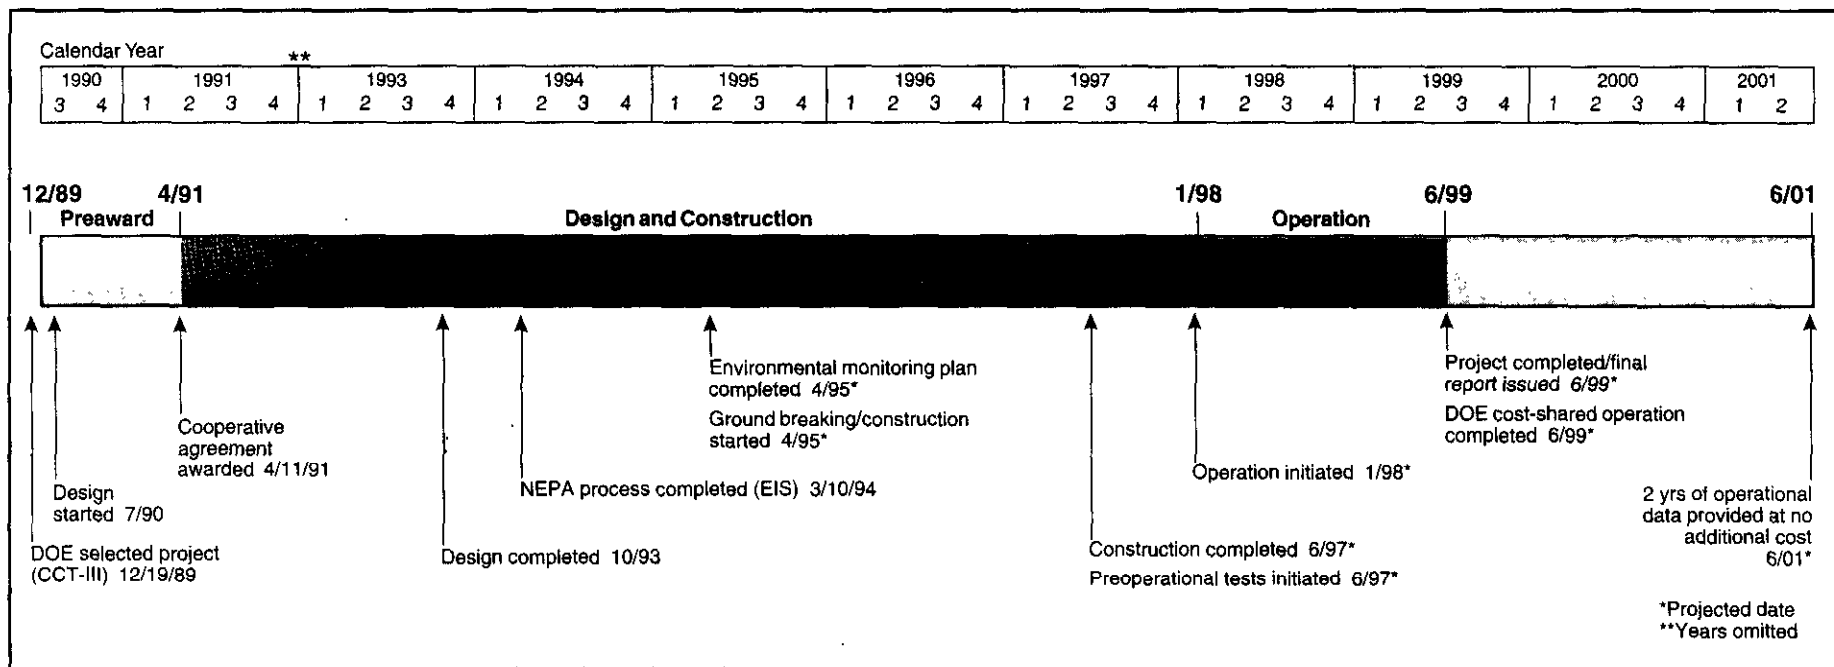 Calendar Year
**
1990 1991 1993 1994 1995 1996 1997 1998 1999 2000 2001
3 4 1 2 3 4 1 2 3 4 1 2 3 4 1 2 3 4 1 2 3 4 1 2 3 4 1 2 3 4 1 2 3 4 1 2 3 4 1 2
12/89 4/91 1/98 6/99 6/01
Preaward Design and Construction Operation
Environmental monitoring plan
completed 4/95*
Ground breaking/construction
started 4/95*
Project completed/final
report issued 6/99*
DOE cost-shared operation
completed 6/99*
Cooperative
agreement
awarded 4/11/91
Operation initiated 1/98*
Design
started 7/90
NEPA process completed (EIS) 3/10/94
2 yrs of operational
data provided at no
additional cost
6/01*
DOE selected project
(CCT-III) 12/19/89
Design completed 10/93
Construction completed 6/97*
Preoperational tests initiated 6/97*
*Projected date
**Years omitted